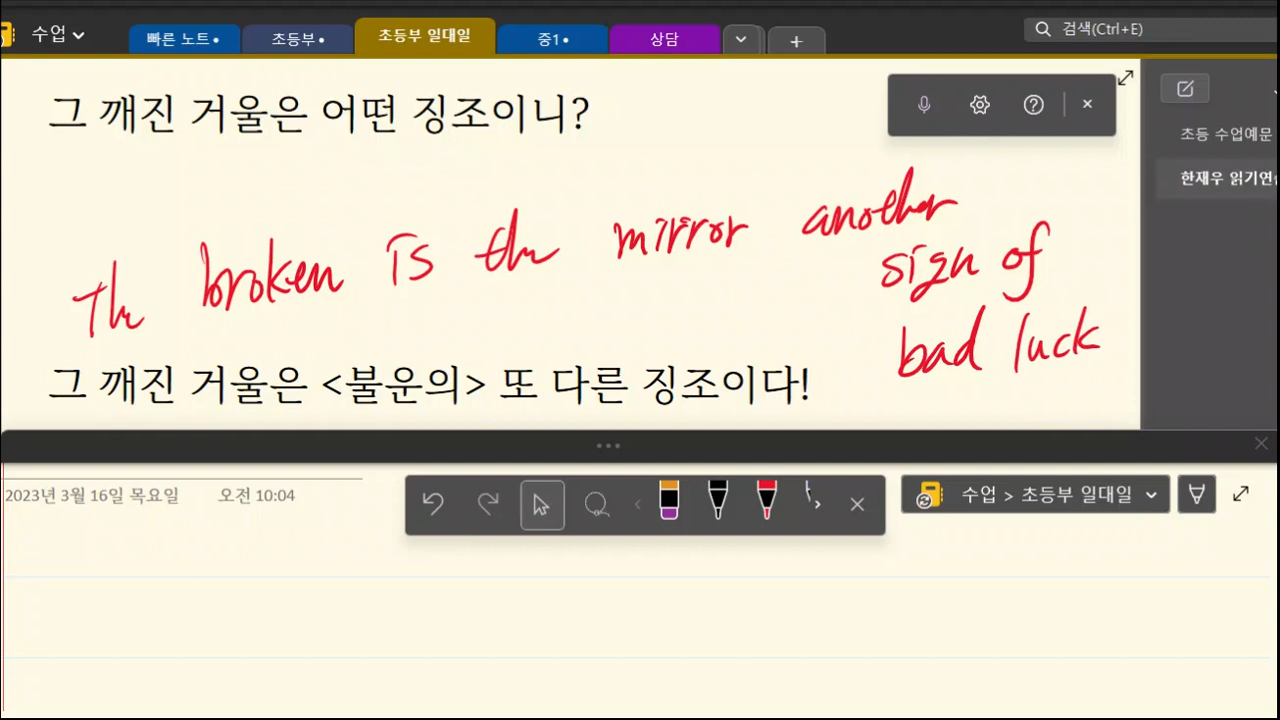 수업
빠른 노트•
초등부•
초등부 일대일
중1•
상담
+
검색(Ctrl+E)
그 깨진 거울은 어떤 징조이니?
초등 수업예문
한재우 읽기연
the broken is the mirror another
sign of
bad luck
그 깨진 거울은 <불운의> 또 다른 징조이다!
2023년 3월 16일 목요일 오전 10:04
수업 > 초등부 일대일